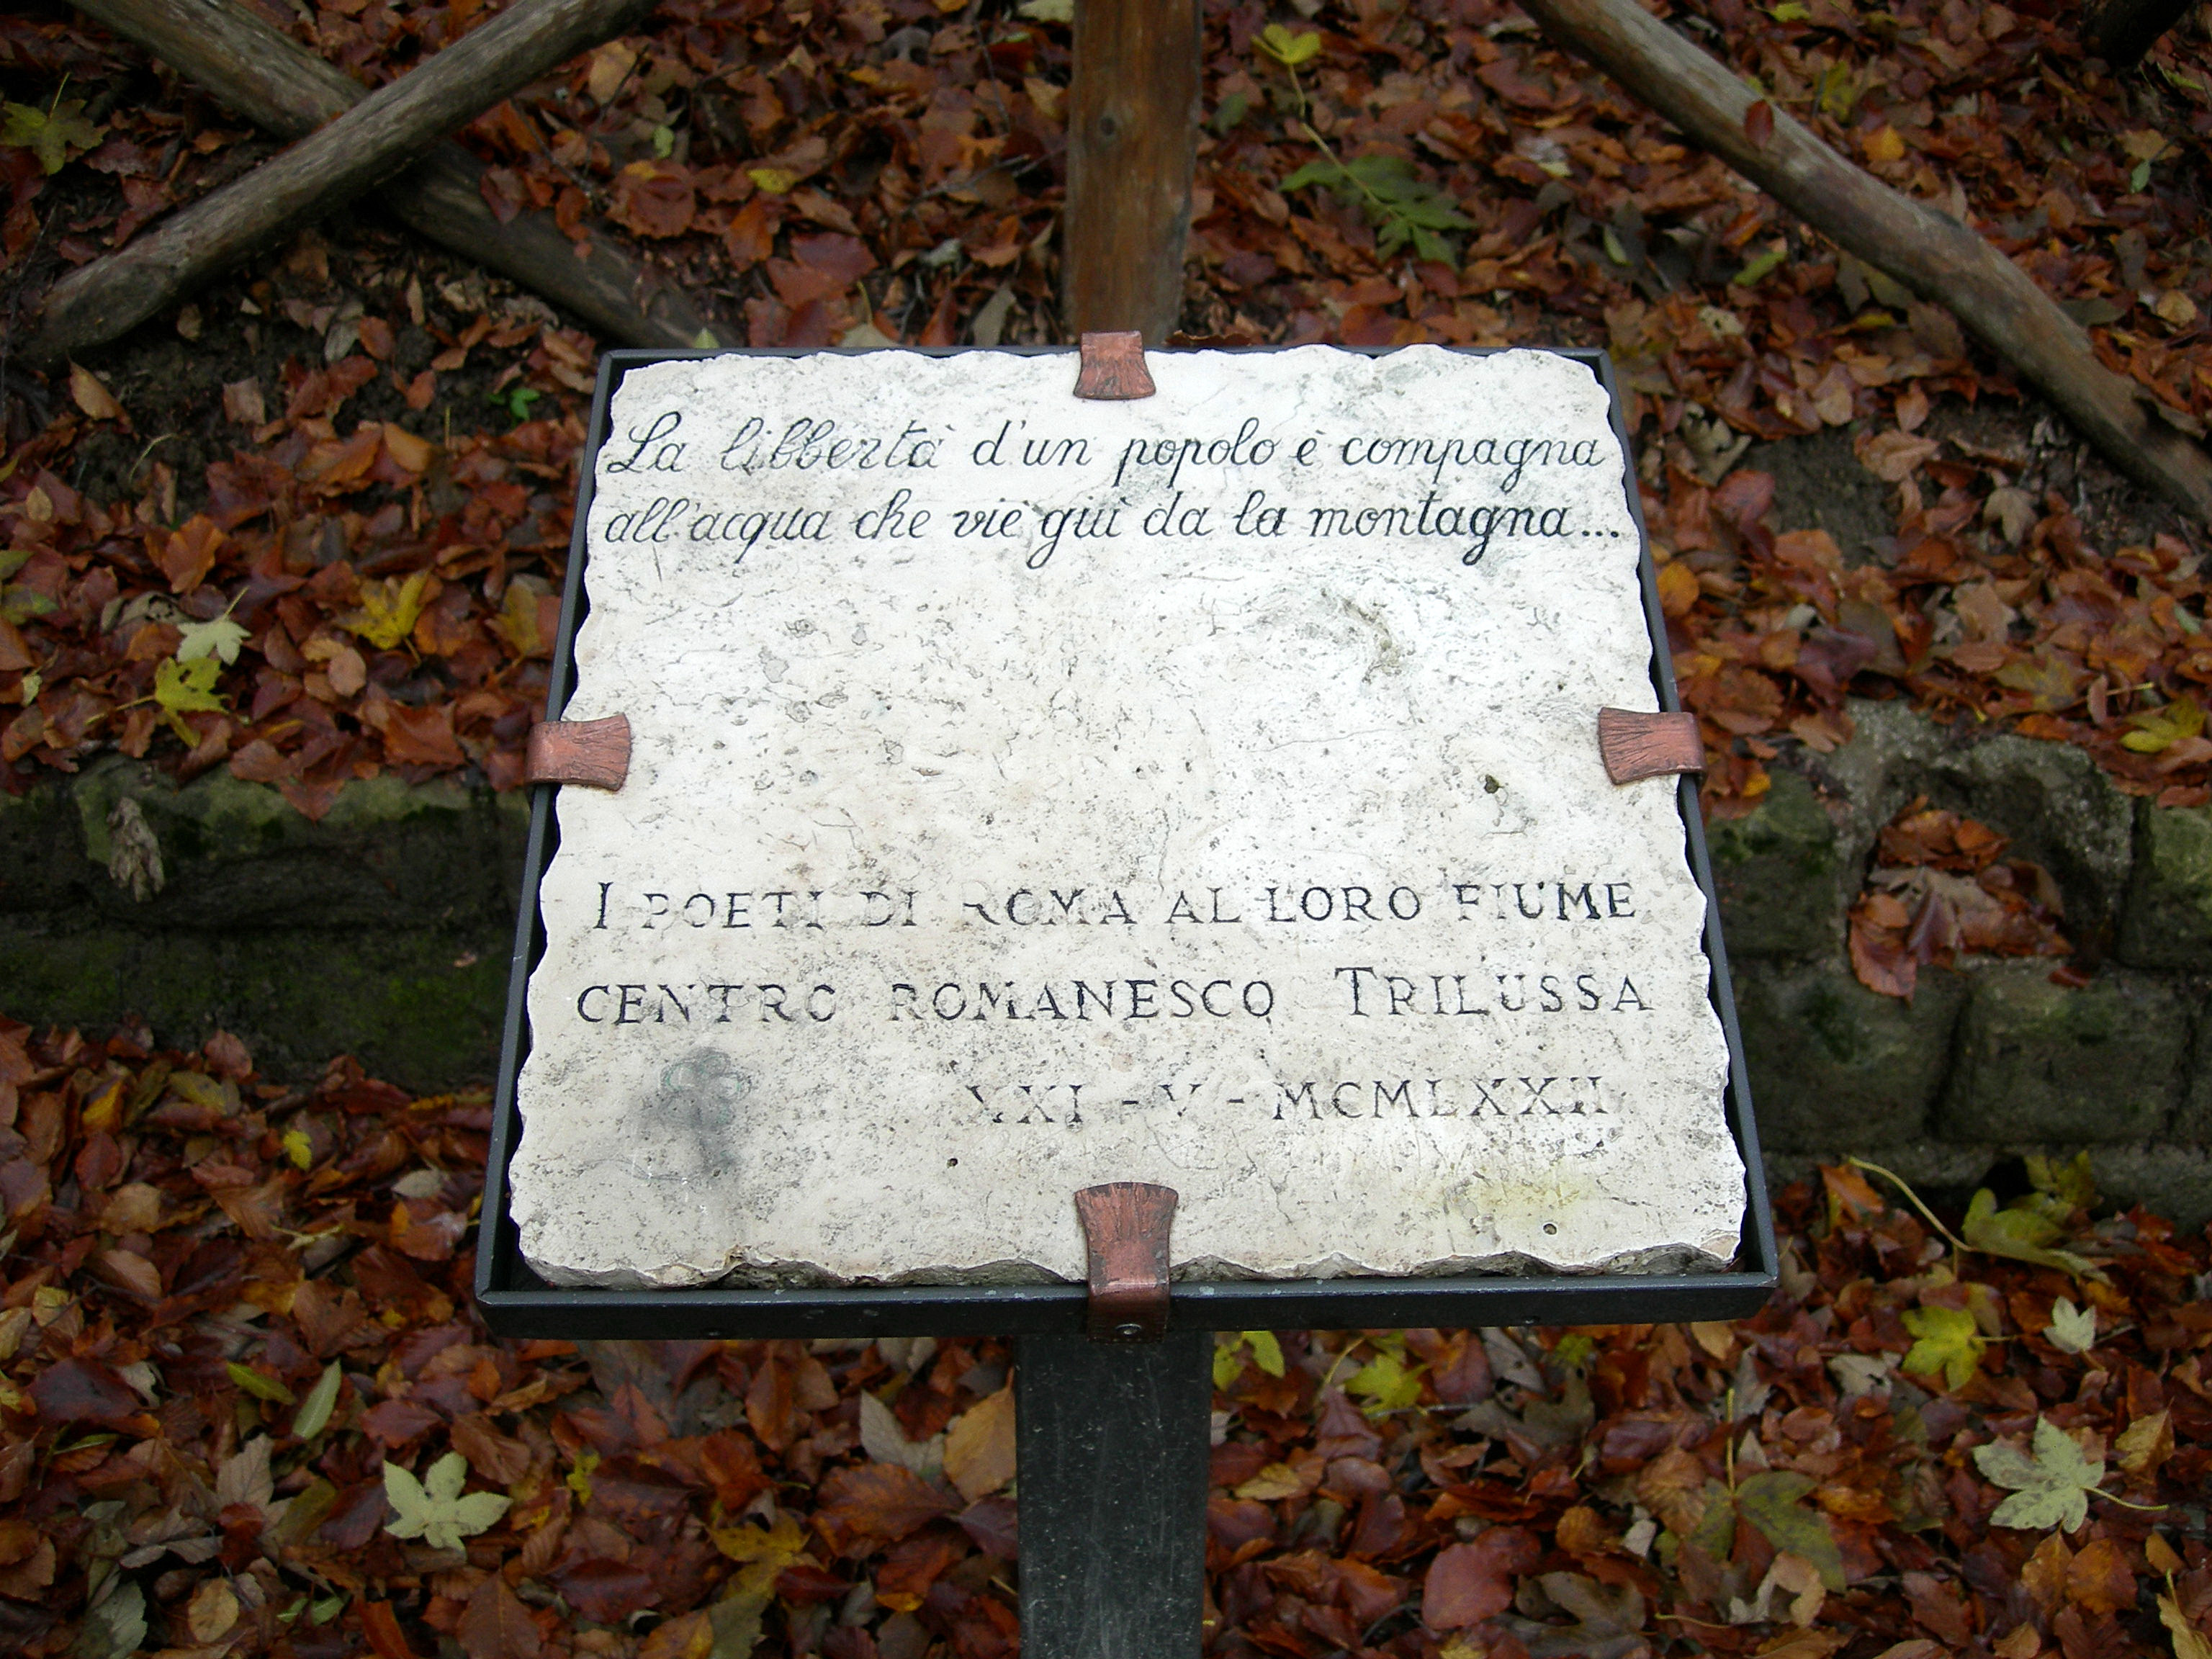 La libbertà d'un popolo è compagna
all'acqua che viè giù da la montagna...
I POETI DI ROMA AL LORO FIUME
CENTRO ROMANESCO TRILUSSA
XXI - V - MCMLXXII